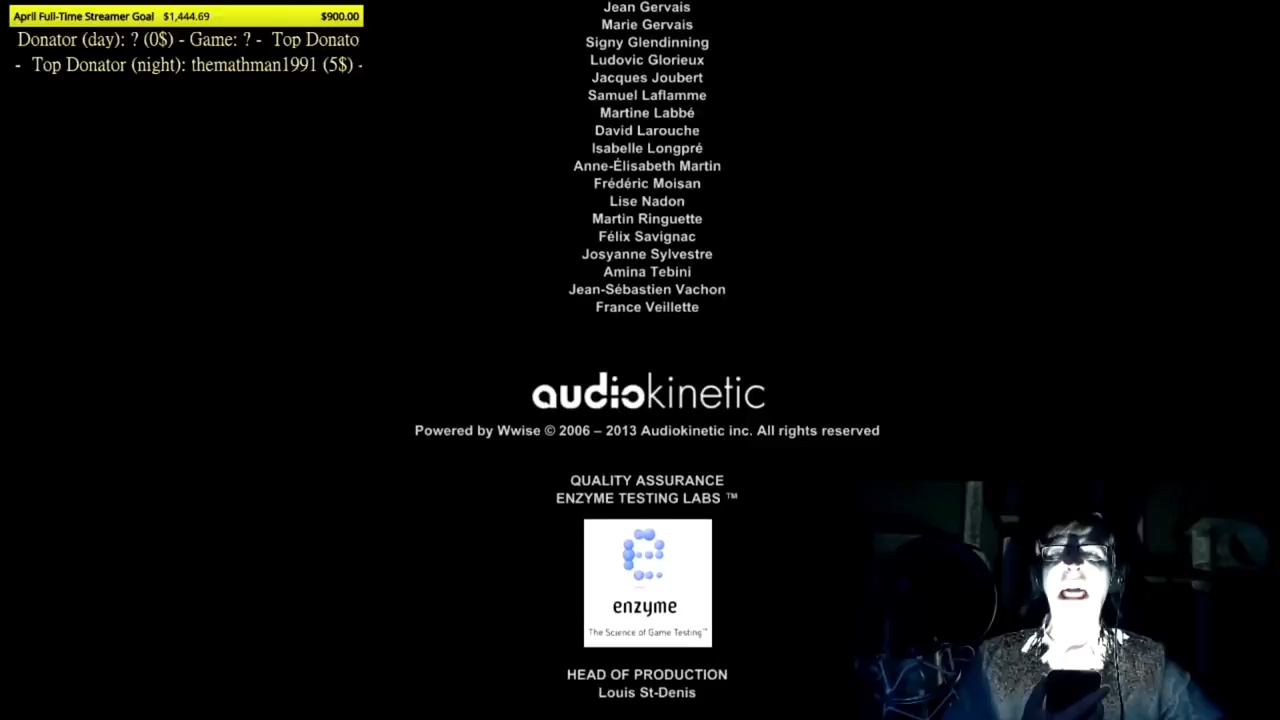 April Full-Time Streamer Goal $1,444.69 $900.00
Donator (day): ? (0$) - Game: ? - Top Donato
- Top Donator (night): themathman1991 (5$) -
Jean Gervais
Marie Gervais
Signy Glendinning
Ludovic Glorieux
Jacques Joubert
Samuel Laflamme
Martine Labbé
David Larouche
Isabelle Longpré
Anne-Élisabeth Martin
Frédéric Moisan
Lise Nadon
Martin Ringuette
Félix Savignac
Josyanne Sylvestre
Amina Tebini
Jean-Sébastien Vachon
France Veillette
audiokinetic
Powered by Wwise © 2006 – 2013 Audiokinetic inc. All rights reserved
QUALITY ASSURANCE
ENZYME TESTING LABS ™
e
enzyme
The Science of Game Testing™
HEAD OF PRODUCTION
Louis St-Denis